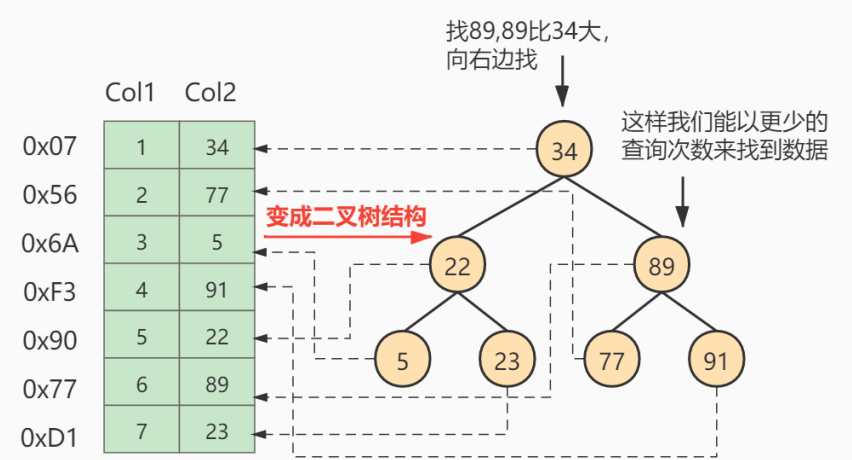 找89,89比34大，
向右边找
Col1 Col2
这样我们能以更少的
查询次数来找到数据
0x07 1 34
34
0x56 2 77
变成二叉树结构
0x6A 3 5
22
89
0xF3 4 91
0x90 5 22
5
23
77
91
0x77 6 89
0xD1 7 23